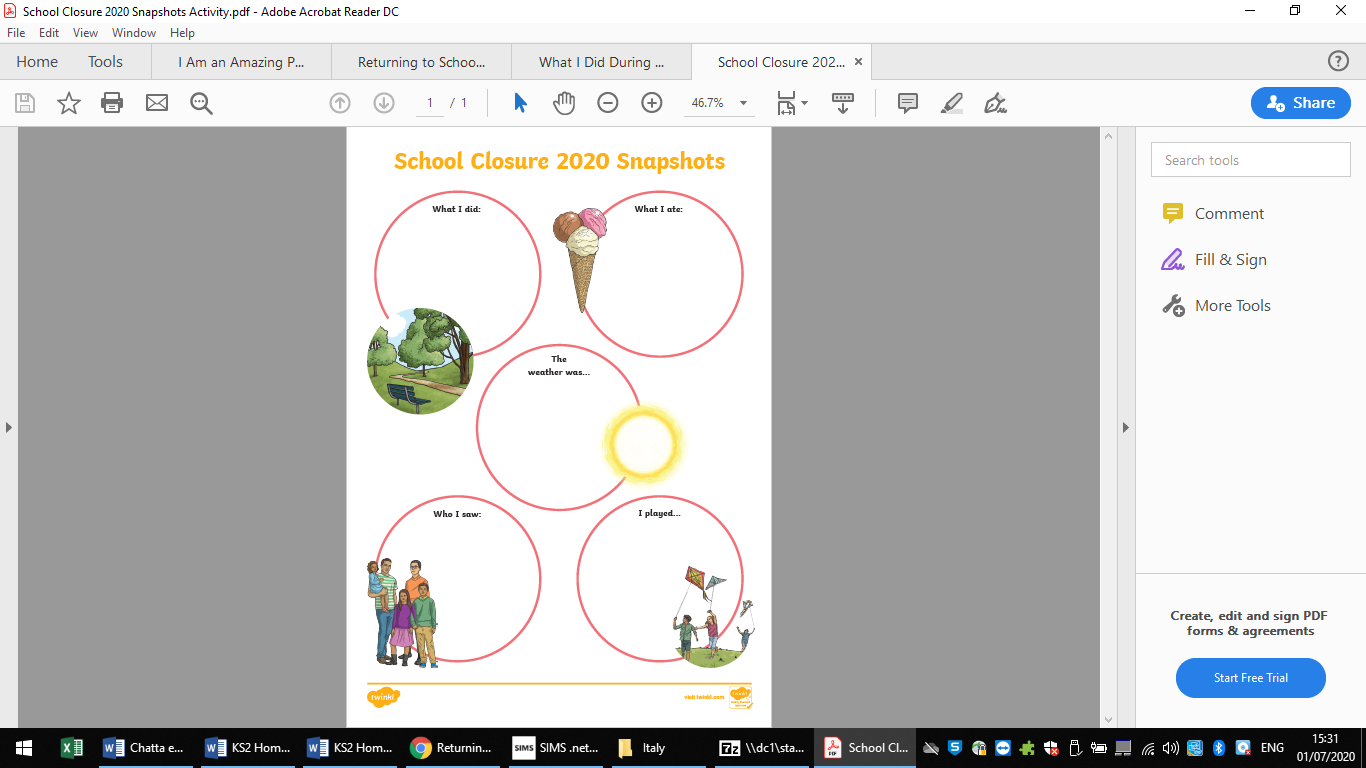 School Closure 2020 Snapshots Activity.pdf - Adobe Acrobat Reader DC
File Edit View Window Help
Home Tools I Am an Amazing P... Returning to Schoo... What I Did During ... School Closure 202...
1 / 1 46.7% Share
School Closure 2020 Snapshots
What I did:
What I ate:
The
weather was...
Who I saw:
I played...
twinkl
visit twinkl.com
twinkl
Search tools
Comment
Fill & Sign
More Tools
Create, edit and sign PDF
forms & agreements
Start Free Trial
Chatta e... KS2 Hom... KS2 Hom... Returnin... SIMS SIMS .net... Italy 7z \\dc1\sta... School Cl... ENG
15:31
01/07/2020